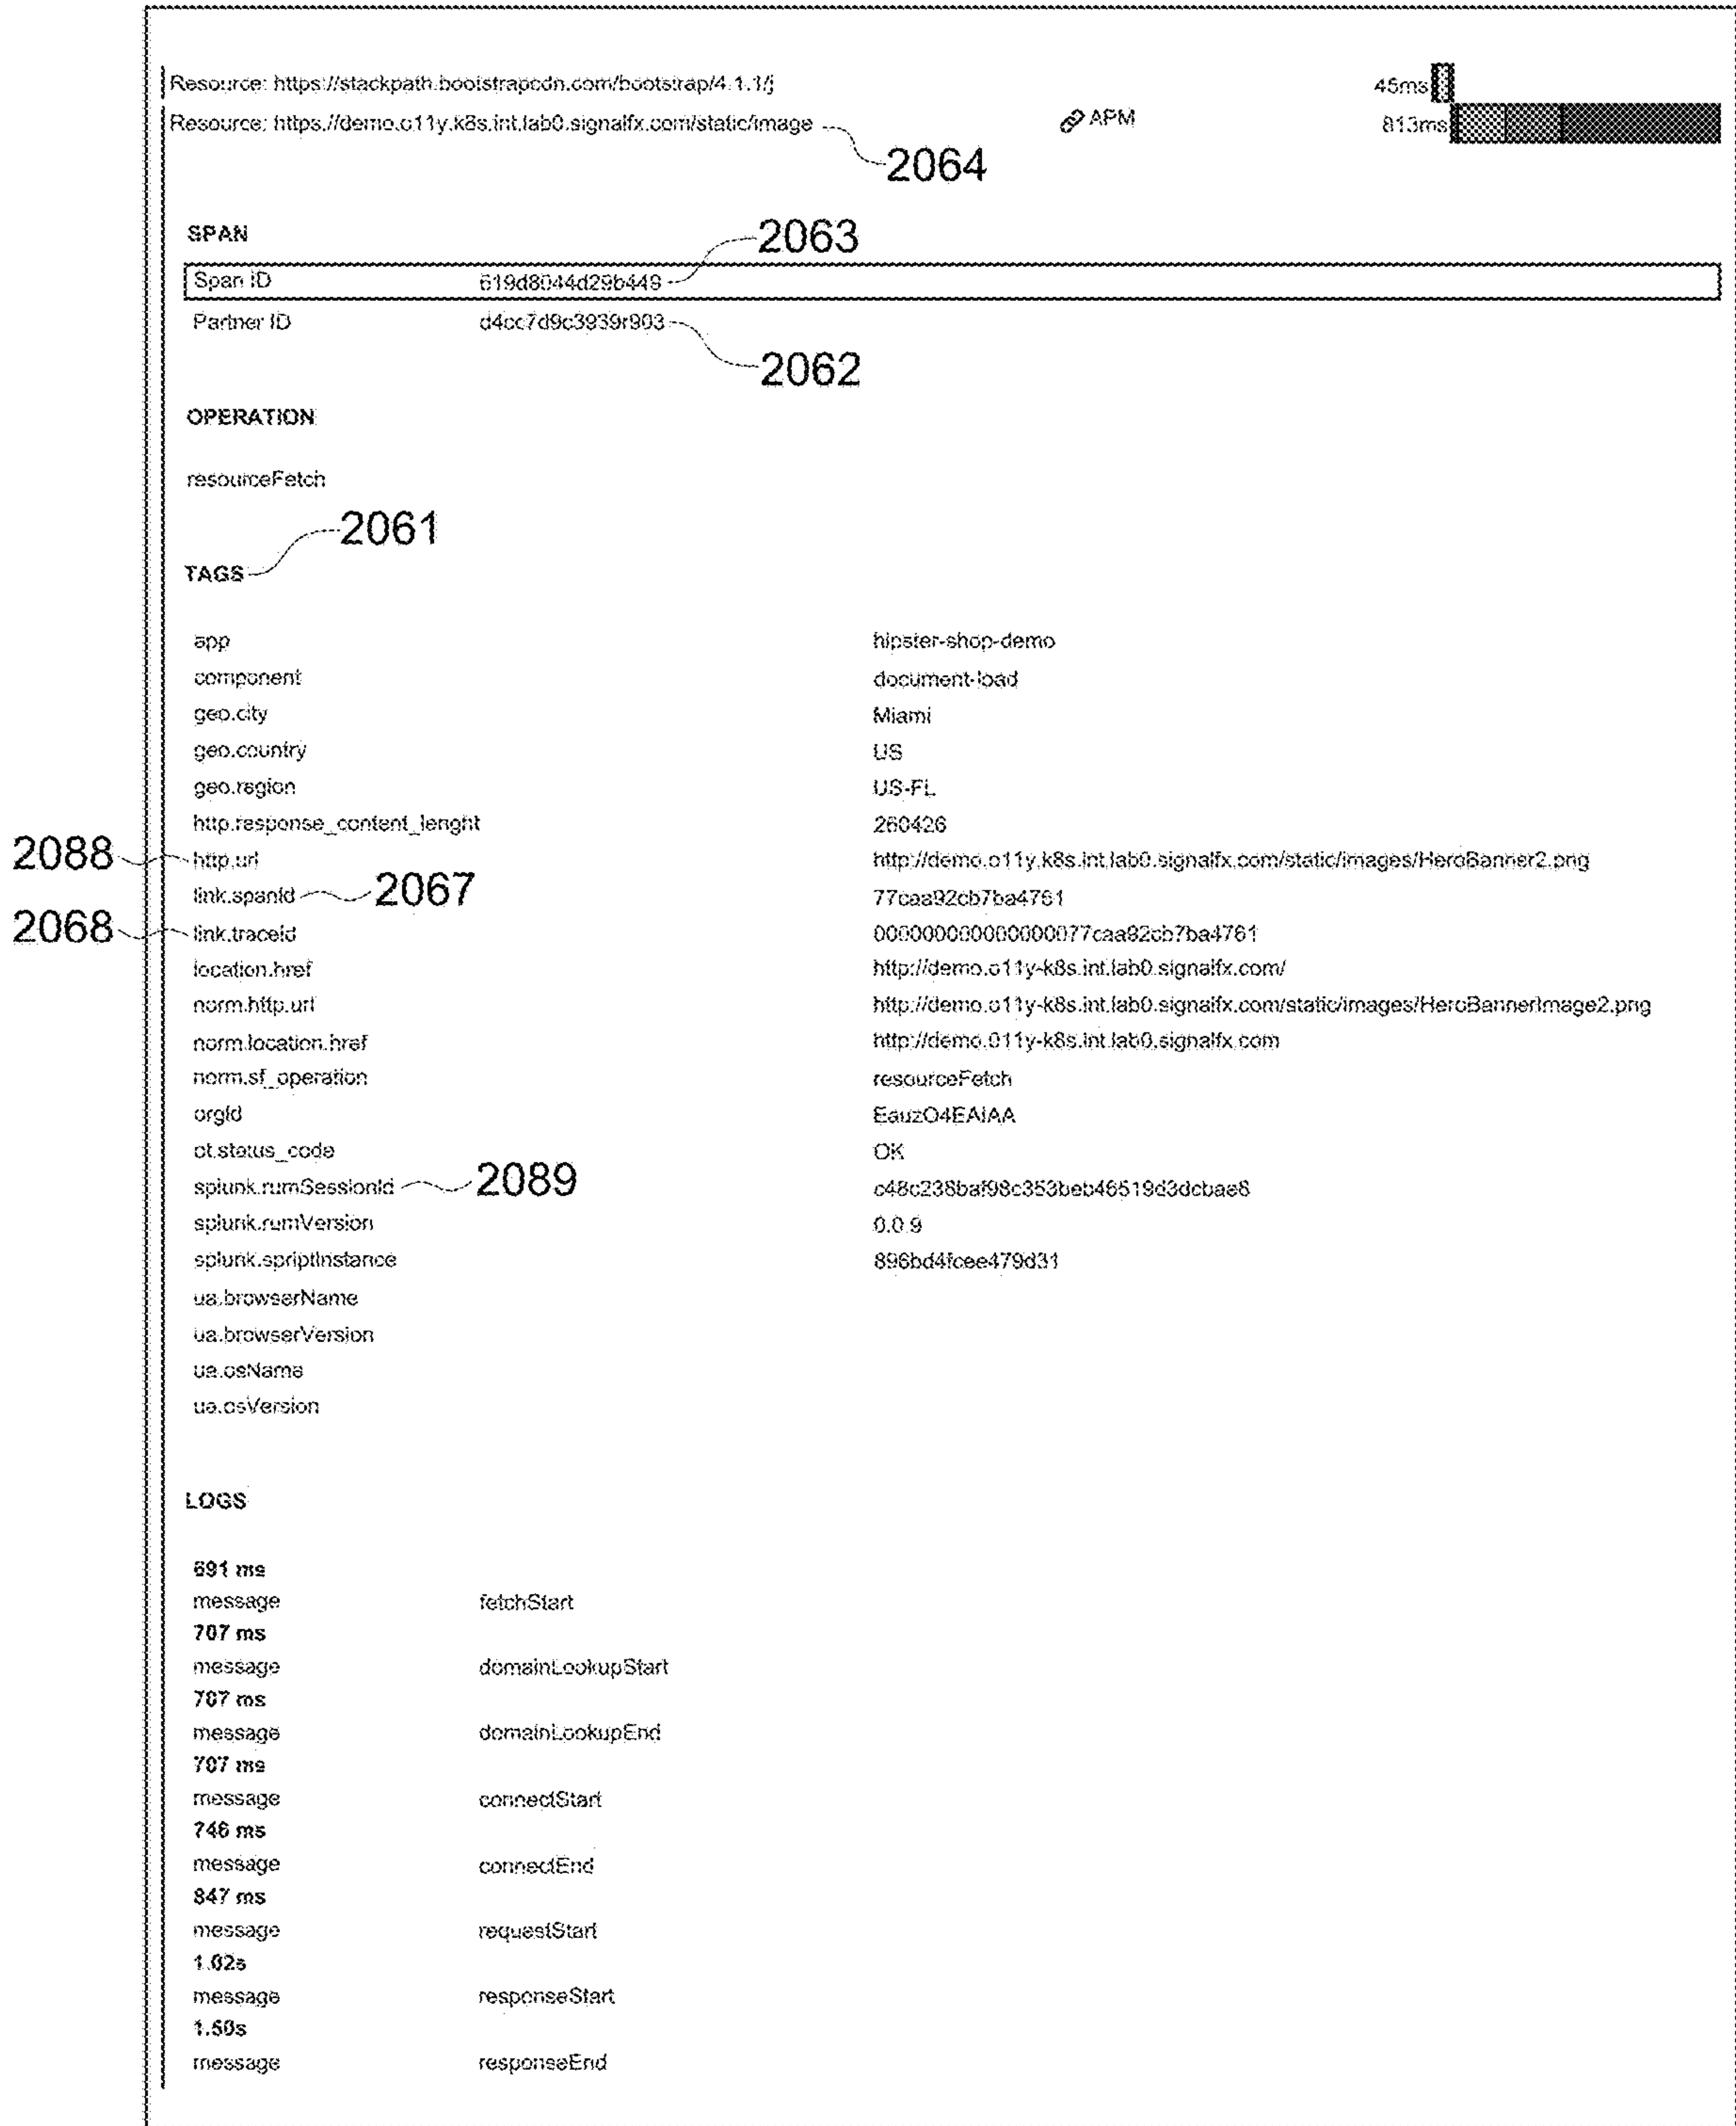 Resource: https://stackpath.bootstrapcdn.com/bootstrap/4.1.1/j 45ms
Resource: https://demo.o11y.k8s.int.lab0.signalfx.com/static/image APM 813ms
2064
SPAN
2063
Span ID 619d8044d29b449
Partner ID d4cc7d9c3939r903
2062
OPERATION
resourceFetch
2061
TAGS
app hipster-shop-demo
component document-load
geo.city Miami
geo.country US
geo.region US-FL
http.response_content_lenght 260426
2088 http.url http://demo.o11y.k8s.int.lab0.signalfx.com/static/images/HeroBanner2.png
link.spanId 2067 77caa92cb7ba4761
2068 link.traceId 000000000000000077caa92cb7ba4761
location.href http://demo.o11y-k8s.int.lab0.signalfx.com/
norm.http.url http://demo.o11y-k8s.int.lab0.signalfx.com/static/images/HeroBannerImage2.png
norm.location.href http://demo.011y-k8s.int.lab0.signalfx.com
norm.sf_operation resourceFetch
orgId EauzO4EAIAA
ot.status_code OK
splunk.rumSessionId 2089 c48c238baf98c353beb46519d3dcbae8
splunk.rumVersion 0.0.9
splunk.spriptInstance 896bd4fcee479d31
ua.browserName
ua.browserVersion
ua.osName
ua.osVersion
LOGS
691 ms
message fetchStart
707 ms
message domainLookupStart
707 ms
message domainLookupEnd
707 ms
message connectStart
746 ms
message connectEnd
847 ms
message requestStart
1.02s
message responseStart
1.50s
message responseEnd